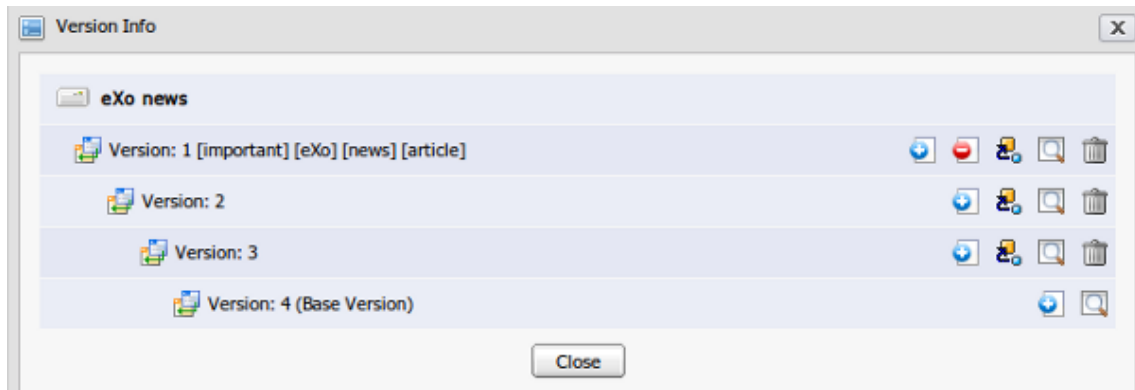 Version Info
eXo news
Version: 1 [important] [eXo] [news] [article]
Version: 2
Version: 3
Version: 4 (Base Version)
Close